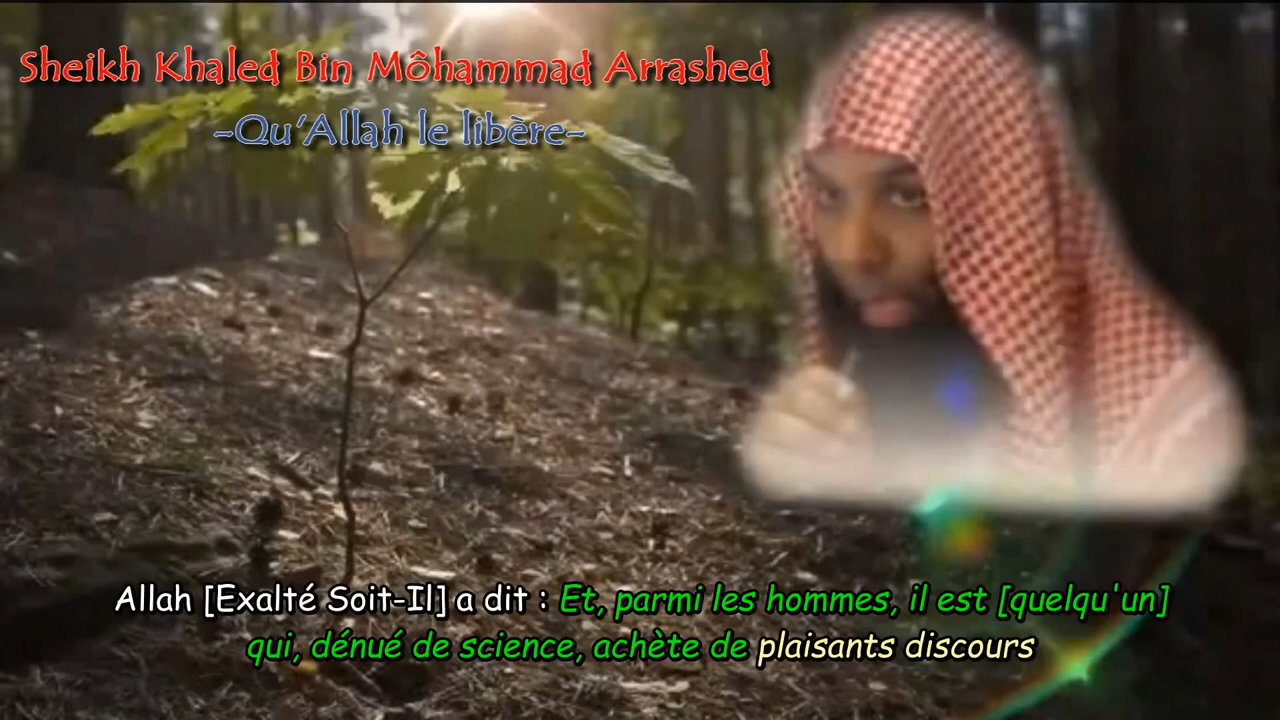 Sheikh Khaled Bin Môhammad Arrashed
-Qu'Allah le libère-
Allah [Exalté Soit-Il] a dit : Et, parmi les hommes, il est [quelqu'un]
qui, dénué de science, achète de plaisants discours